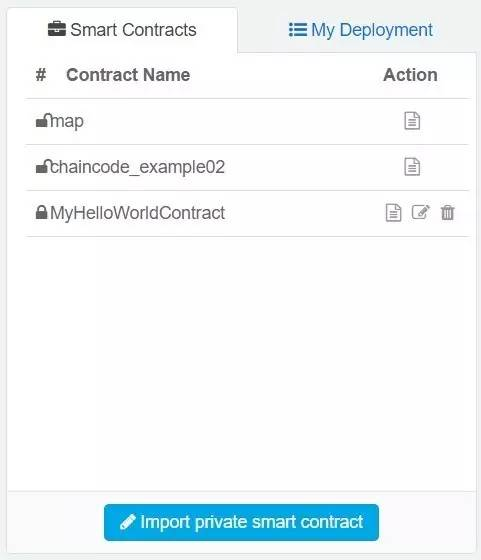 Smart Contracts
My Deployment
# Contract Name Action
map
chaincode_example02
MyHelloWorldContract
Import private smart contract